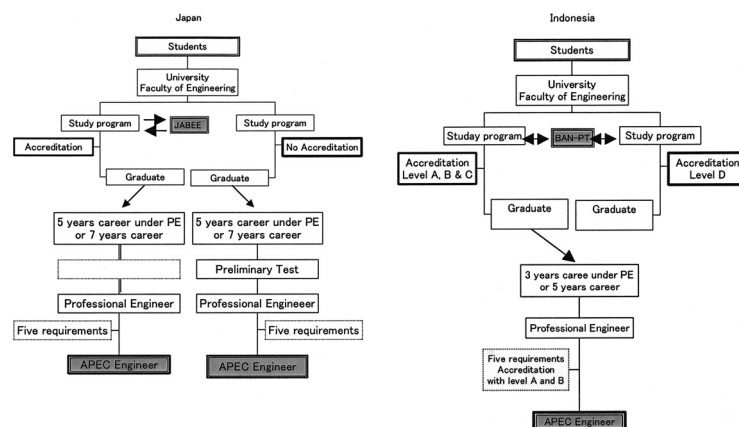 Japan
Students
University
Faculty of Engineering
Study program
JABEE
Study program
Accreditation
No Accreditation
Graduate
Graduate
5 years career under PE
or 7 years career
5 years career under PE
or 7 years career
Preliminary Test
Professional Engineer
Professional Engineeer
Five requirements
Five requirements
APEC Engineer
APEC Engineer
Indonesia
Students
University
Faculty of Engineering
Studay program
BAN-PT
Study program
Accreditation
Level A, B & C
Accreditation
Level D
Graduate
Graduate
3 years caree under PE
or 5 years career
Professional Engineer
Five requirements
Accreditation
with level A and B
APEC Engineer